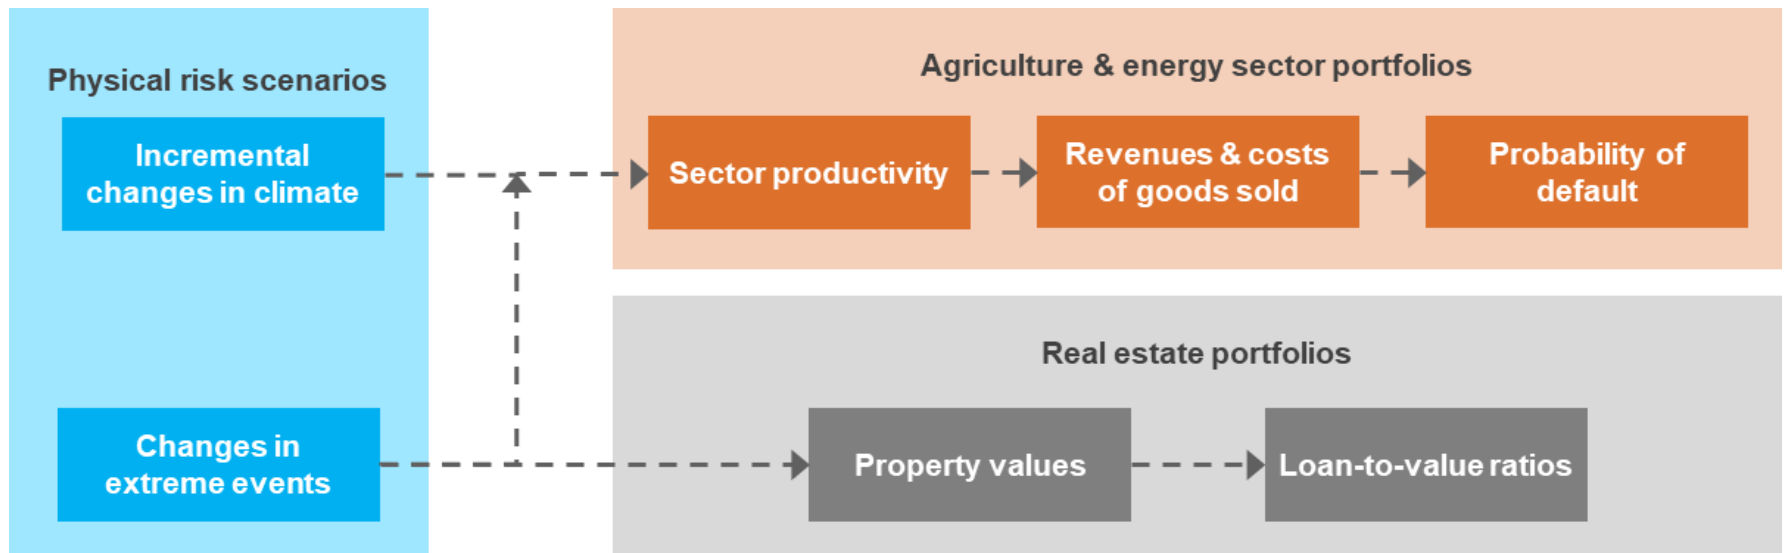 Physical risk scenarios
Incremental
changes in climate
Changes in
extreme events
Agriculture & energy sector portfolios
Sector productivity
Revenues & costs
of goods sold
Probability of
default
Real estate portfolios
Property values
Loan-to-value ratios